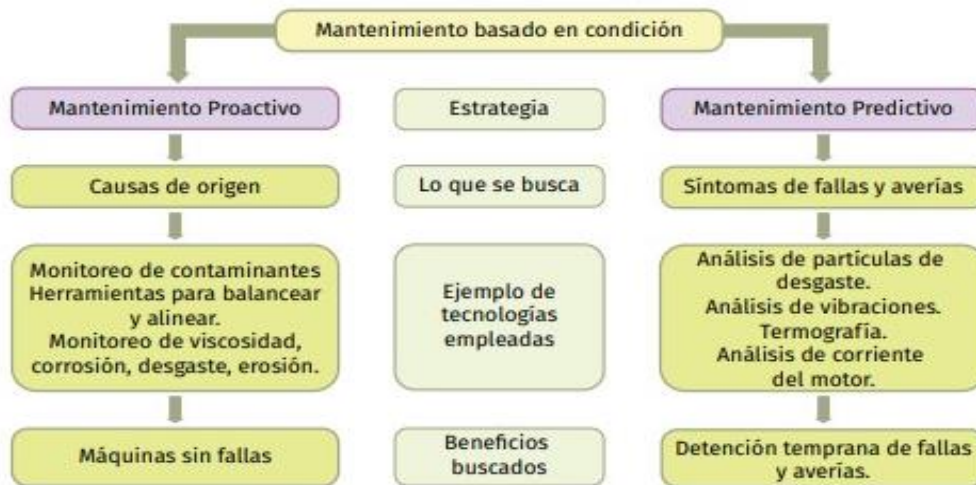 Mantenimiento basado en condición
Mantenimiento Proactivo
Estrategia
Mantenimiento Predictivo
Causas de origen
Lo que se busca
Síntomas de fallas y averías
Monitoreo de contaminantes
Herramientas para balancear
y alinear.
Monitoreo de viscosidad,
corrosión, desgaste, erosión.
Ejemplo de
tecnologías
empleadas
Análisis de partículas de
desgaste.
Análisis de vibraciones.
Termografía.
Análisis de corriente
del motor.
Máquinas sin fallas
Beneficios
buscados
Detención temprana de fallas
y averías.